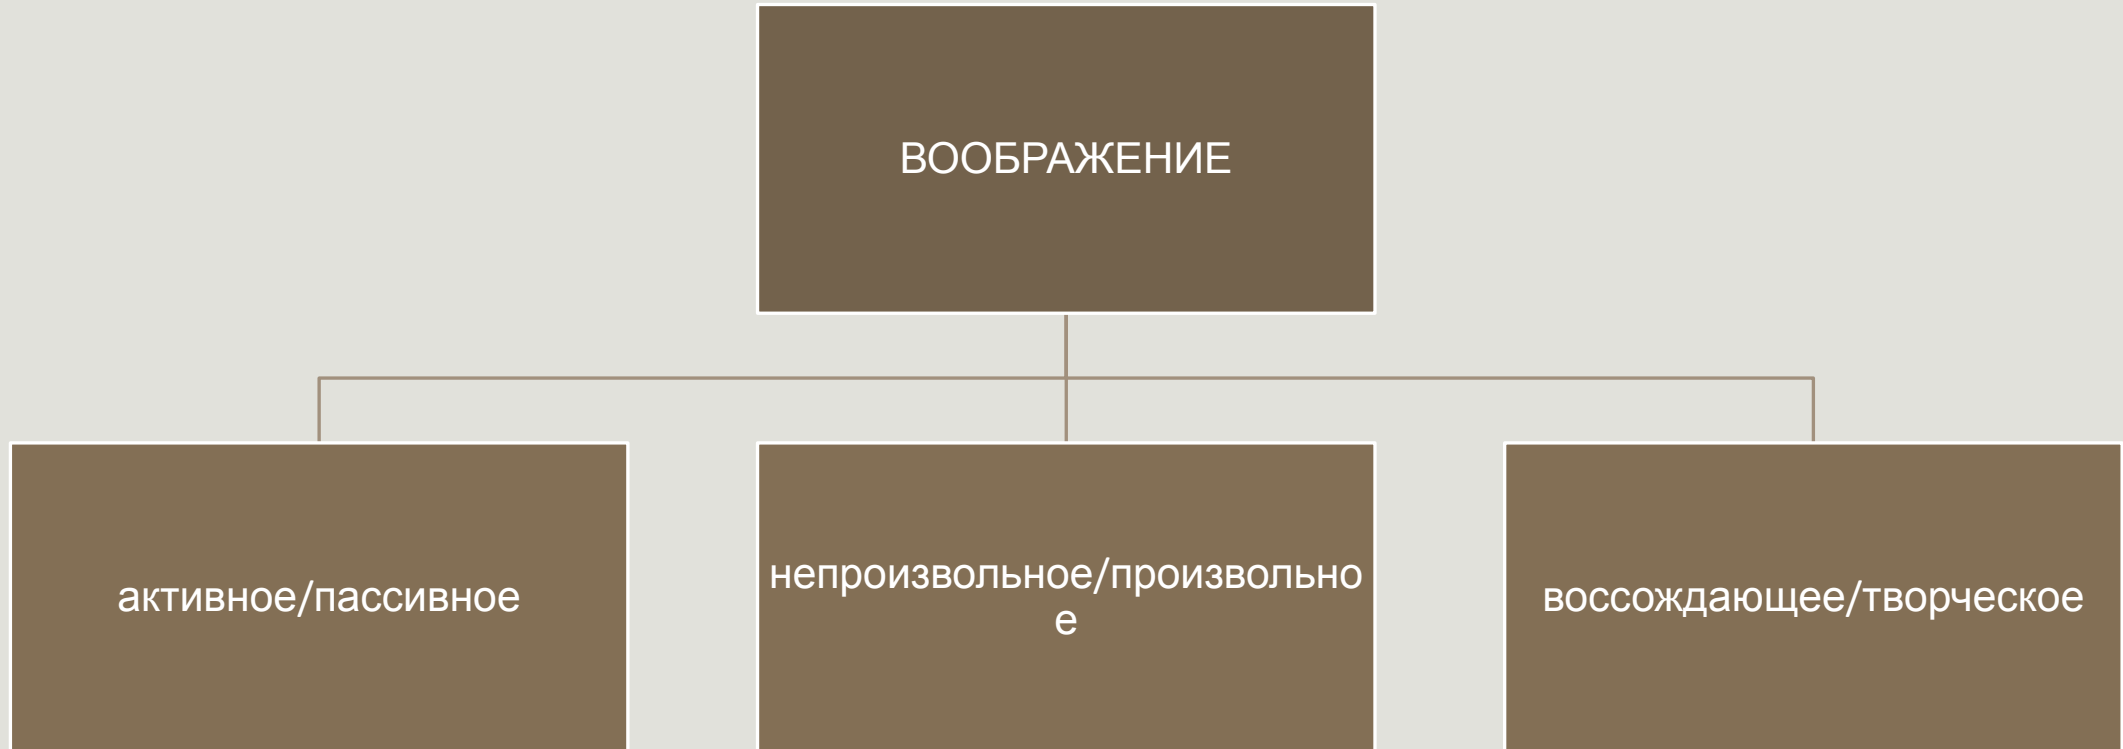 ВООБРАЖЕНИЕ
активное/пассивное
непроизвольное/произвольно
е
воссождающее/творческое